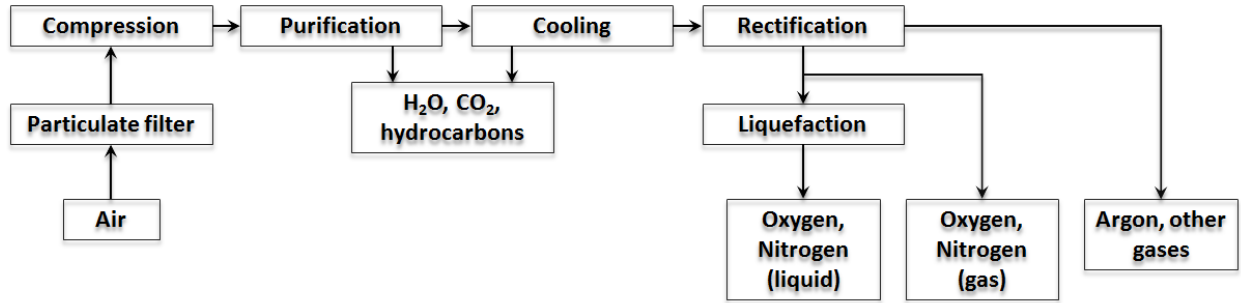 Compression
Purification
Cooling
Rectification
Particulate filter
H₂O, CO₂,
hydrocarbons
Liquefaction
Air
Oxygen,
Nitrogen
(liquid)
Oxygen,
Nitrogen
(gas)
Argon, other
gases